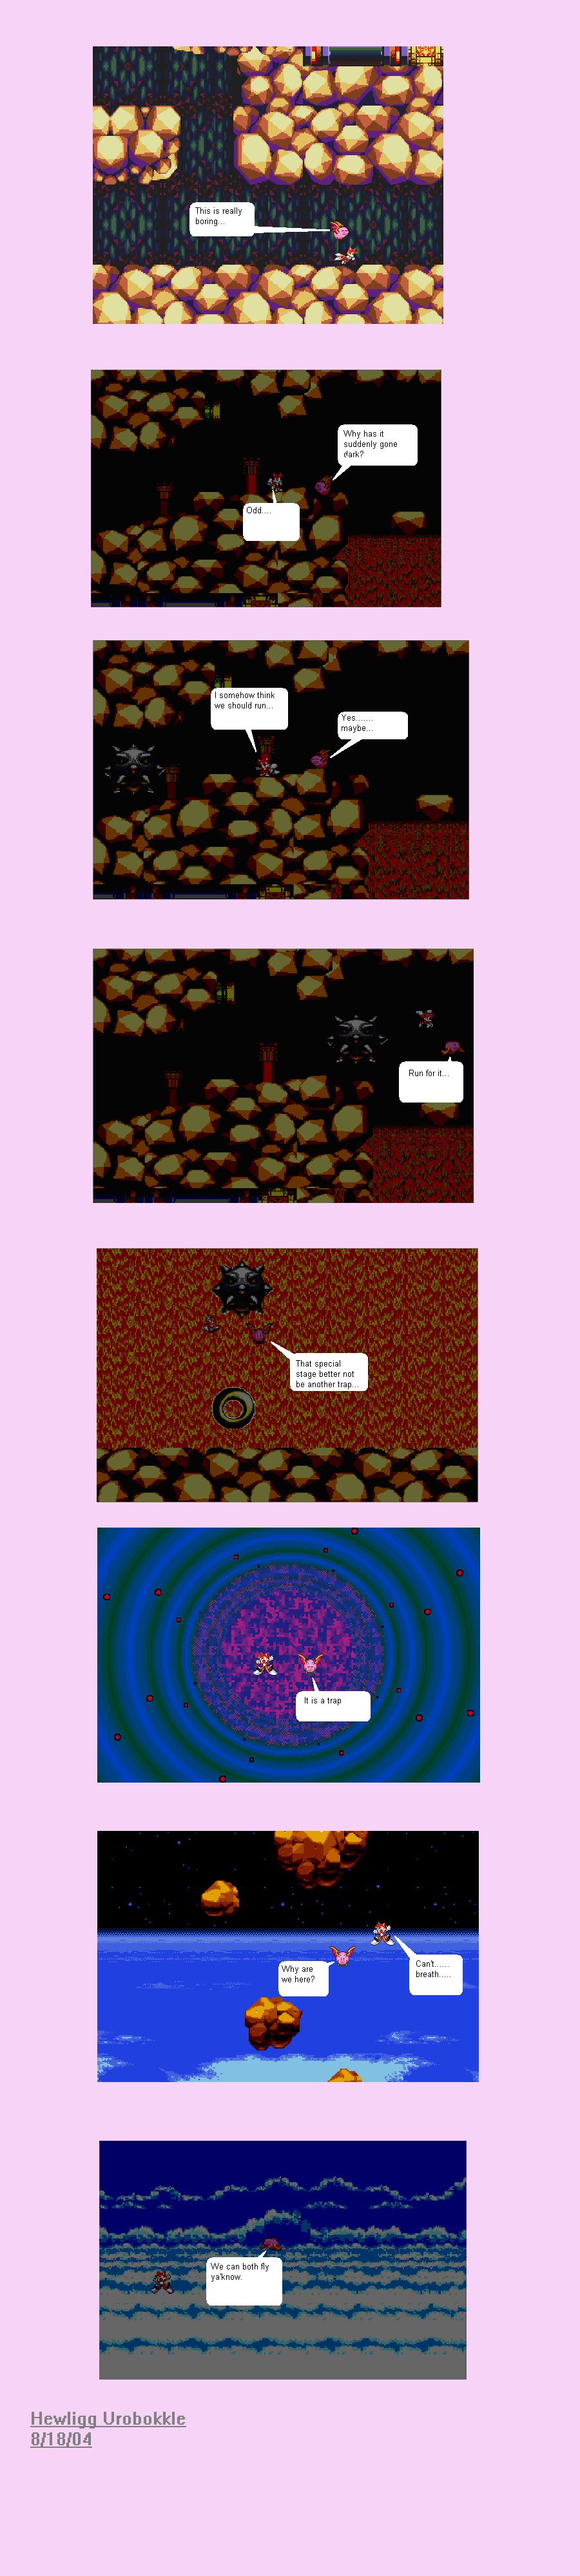 This is really
boring...
Why has it
suddenly gone
dark?
Odd....
I somehow think
we should run...
Yes.......
maybe...
Run for it...
That special
stage better not
be another trap...
It is a trap
Why are
we here?
Can't......
breath.....
We can both fly
ya'know.
Hewligg Urobokkle
8/18/04